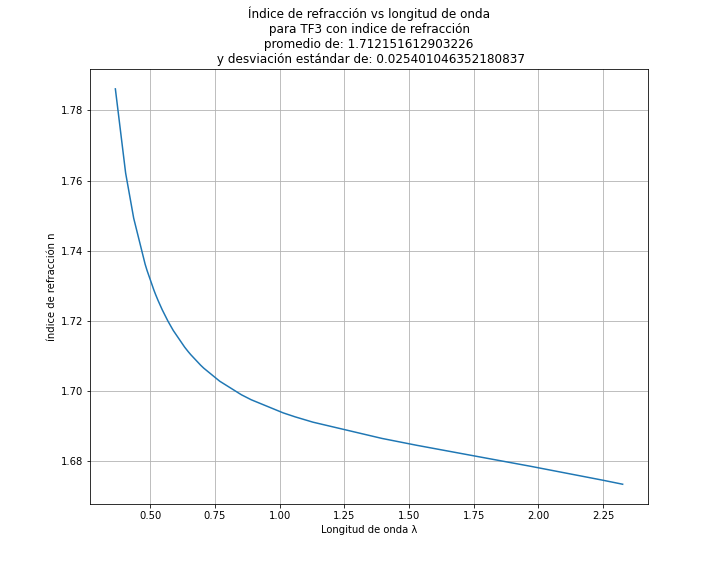 Índice de refracción vs longitud de onda
para TF3 con indice de refracción
promedio de: 1.712151612903226
y desviación estándar de: 0.025401046352180837
1.78
1.76
1.74
1.72
1.70
1.68
índice de refracción n
0.50 0.75 1.00 1.25 1.50 1.75 2.00 2.25
Longitud de onda λ